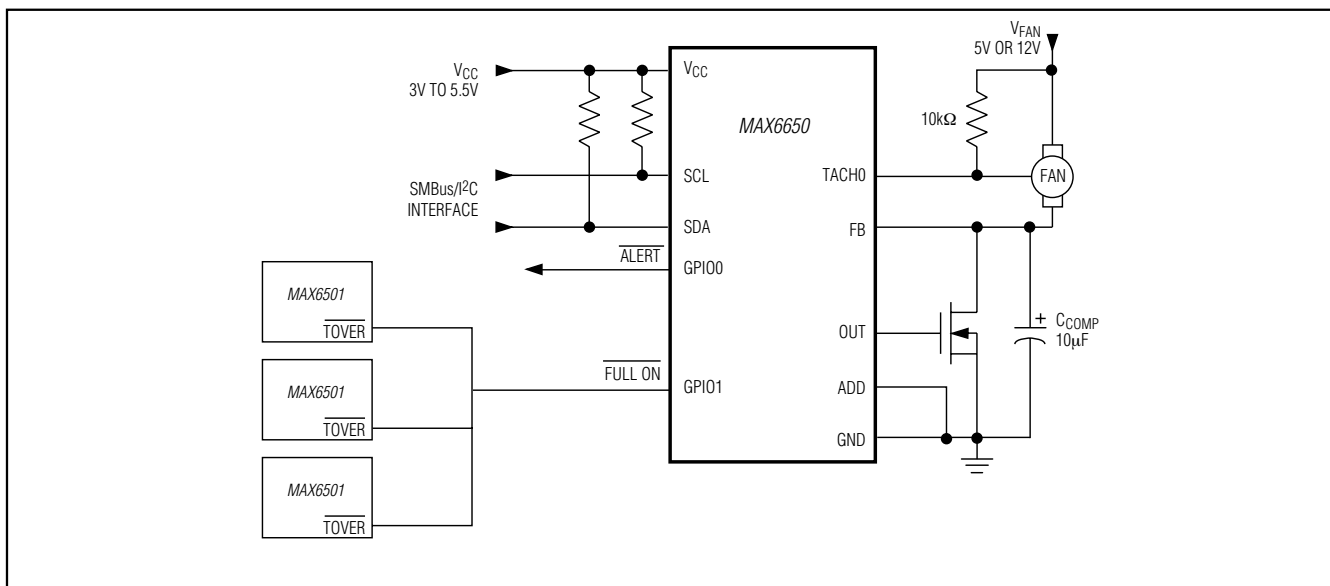 V_CC
3V TO 5.5V
SMBus/I²C
INTERFACE
ALERT
FULL ON
MAX6501
TOVER
MAX6501
TOVER
MAX6501
TOVER
V_CC
MAX6650
SCL
SDA
GPIO0
GPIO1
TACH0
FB
OUT
ADD
GND
V_FAN
5V OR 12V
10kΩ
FAN
+
C_COMP
10µF